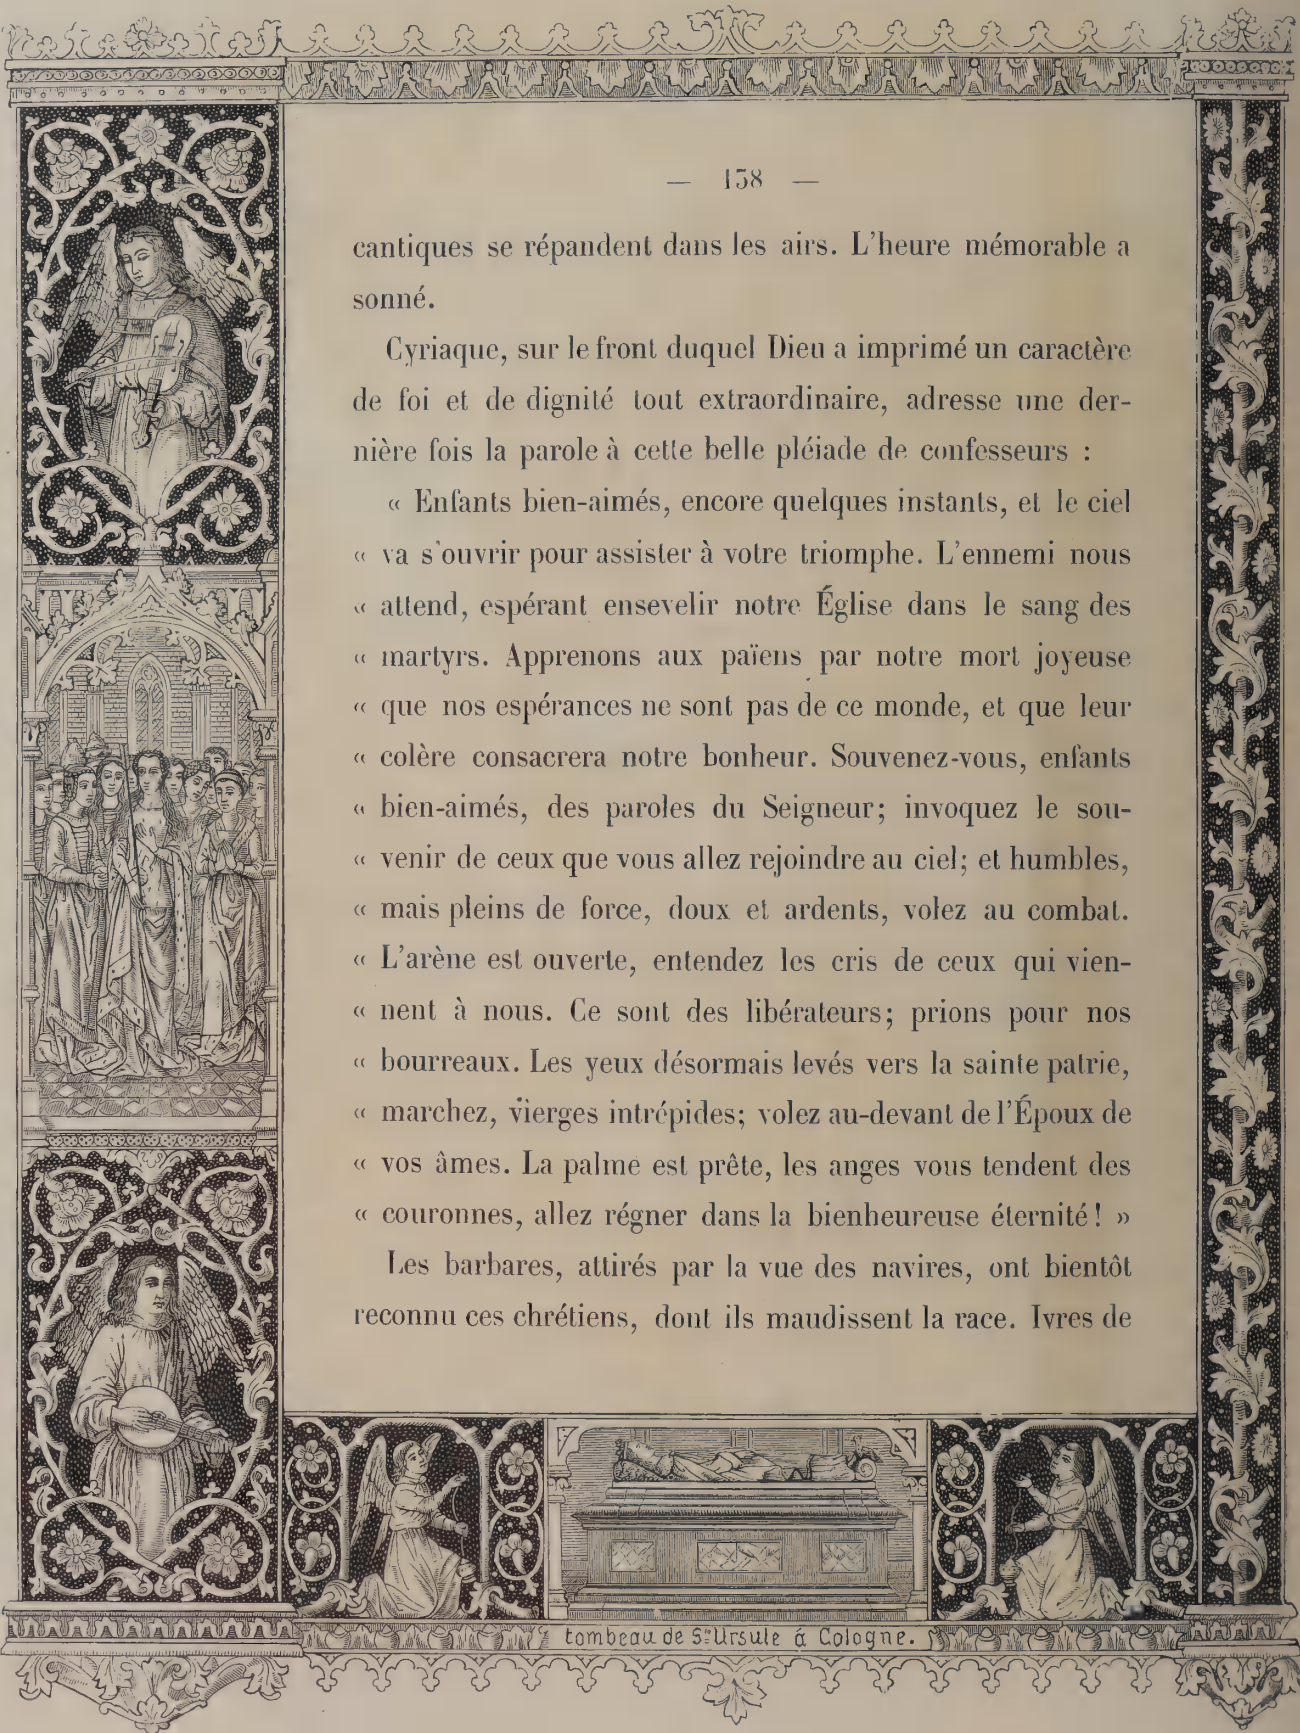 — 138 —
cantiques se répandent dans les airs. L'heure mémorable a
sonné.
Cyriaque, sur le front duquel Dieu a imprimé un caractère
de foi et de dignité tout extraordinaire, adresse une der-
nière fois la parole à cette belle pléiade de confesseurs :
« Enfants bien-aimés, encore quelques instants, et le ciel
« va s'ouvrir pour assister à votre triomphe. L'ennemi nous
« attend, espérant ensevelir notre Église dans le sang des
« martyrs. Apprenons aux païens par notre mort joyeuse
« que nos espérances ne sont pas de ce monde, et que leur
« colère consacrera notre bonheur. Souvenez-vous, enfants
« bien-aimés, des paroles du Seigneur; invoquez le sou-
« venir de ceux que vous allez rejoindre au ciel; et humbles,
« mais pleins de force, doux et ardents, volez au combat.
« L'arène est ouverte, entendez les cris de ceux qui vien-
« nent à nous. Ce sont des libérateurs; prions pour nos
« bourreaux. Les yeux désormais levés vers la sainte patrie,
« marchez, vierges intrépides; volez au-devant de l'Époux de
« vos âmes. La palme est prête, les anges vous tendent des
« couronnes, allez régner dans la bienheureuse éternité! »
Les barbares, attirés par la vue des navires, ont bientôt
reconnu ces chrétiens, dont ils maudissent la race. Ivres de
tombeau de Ste Ursule á Cologne.